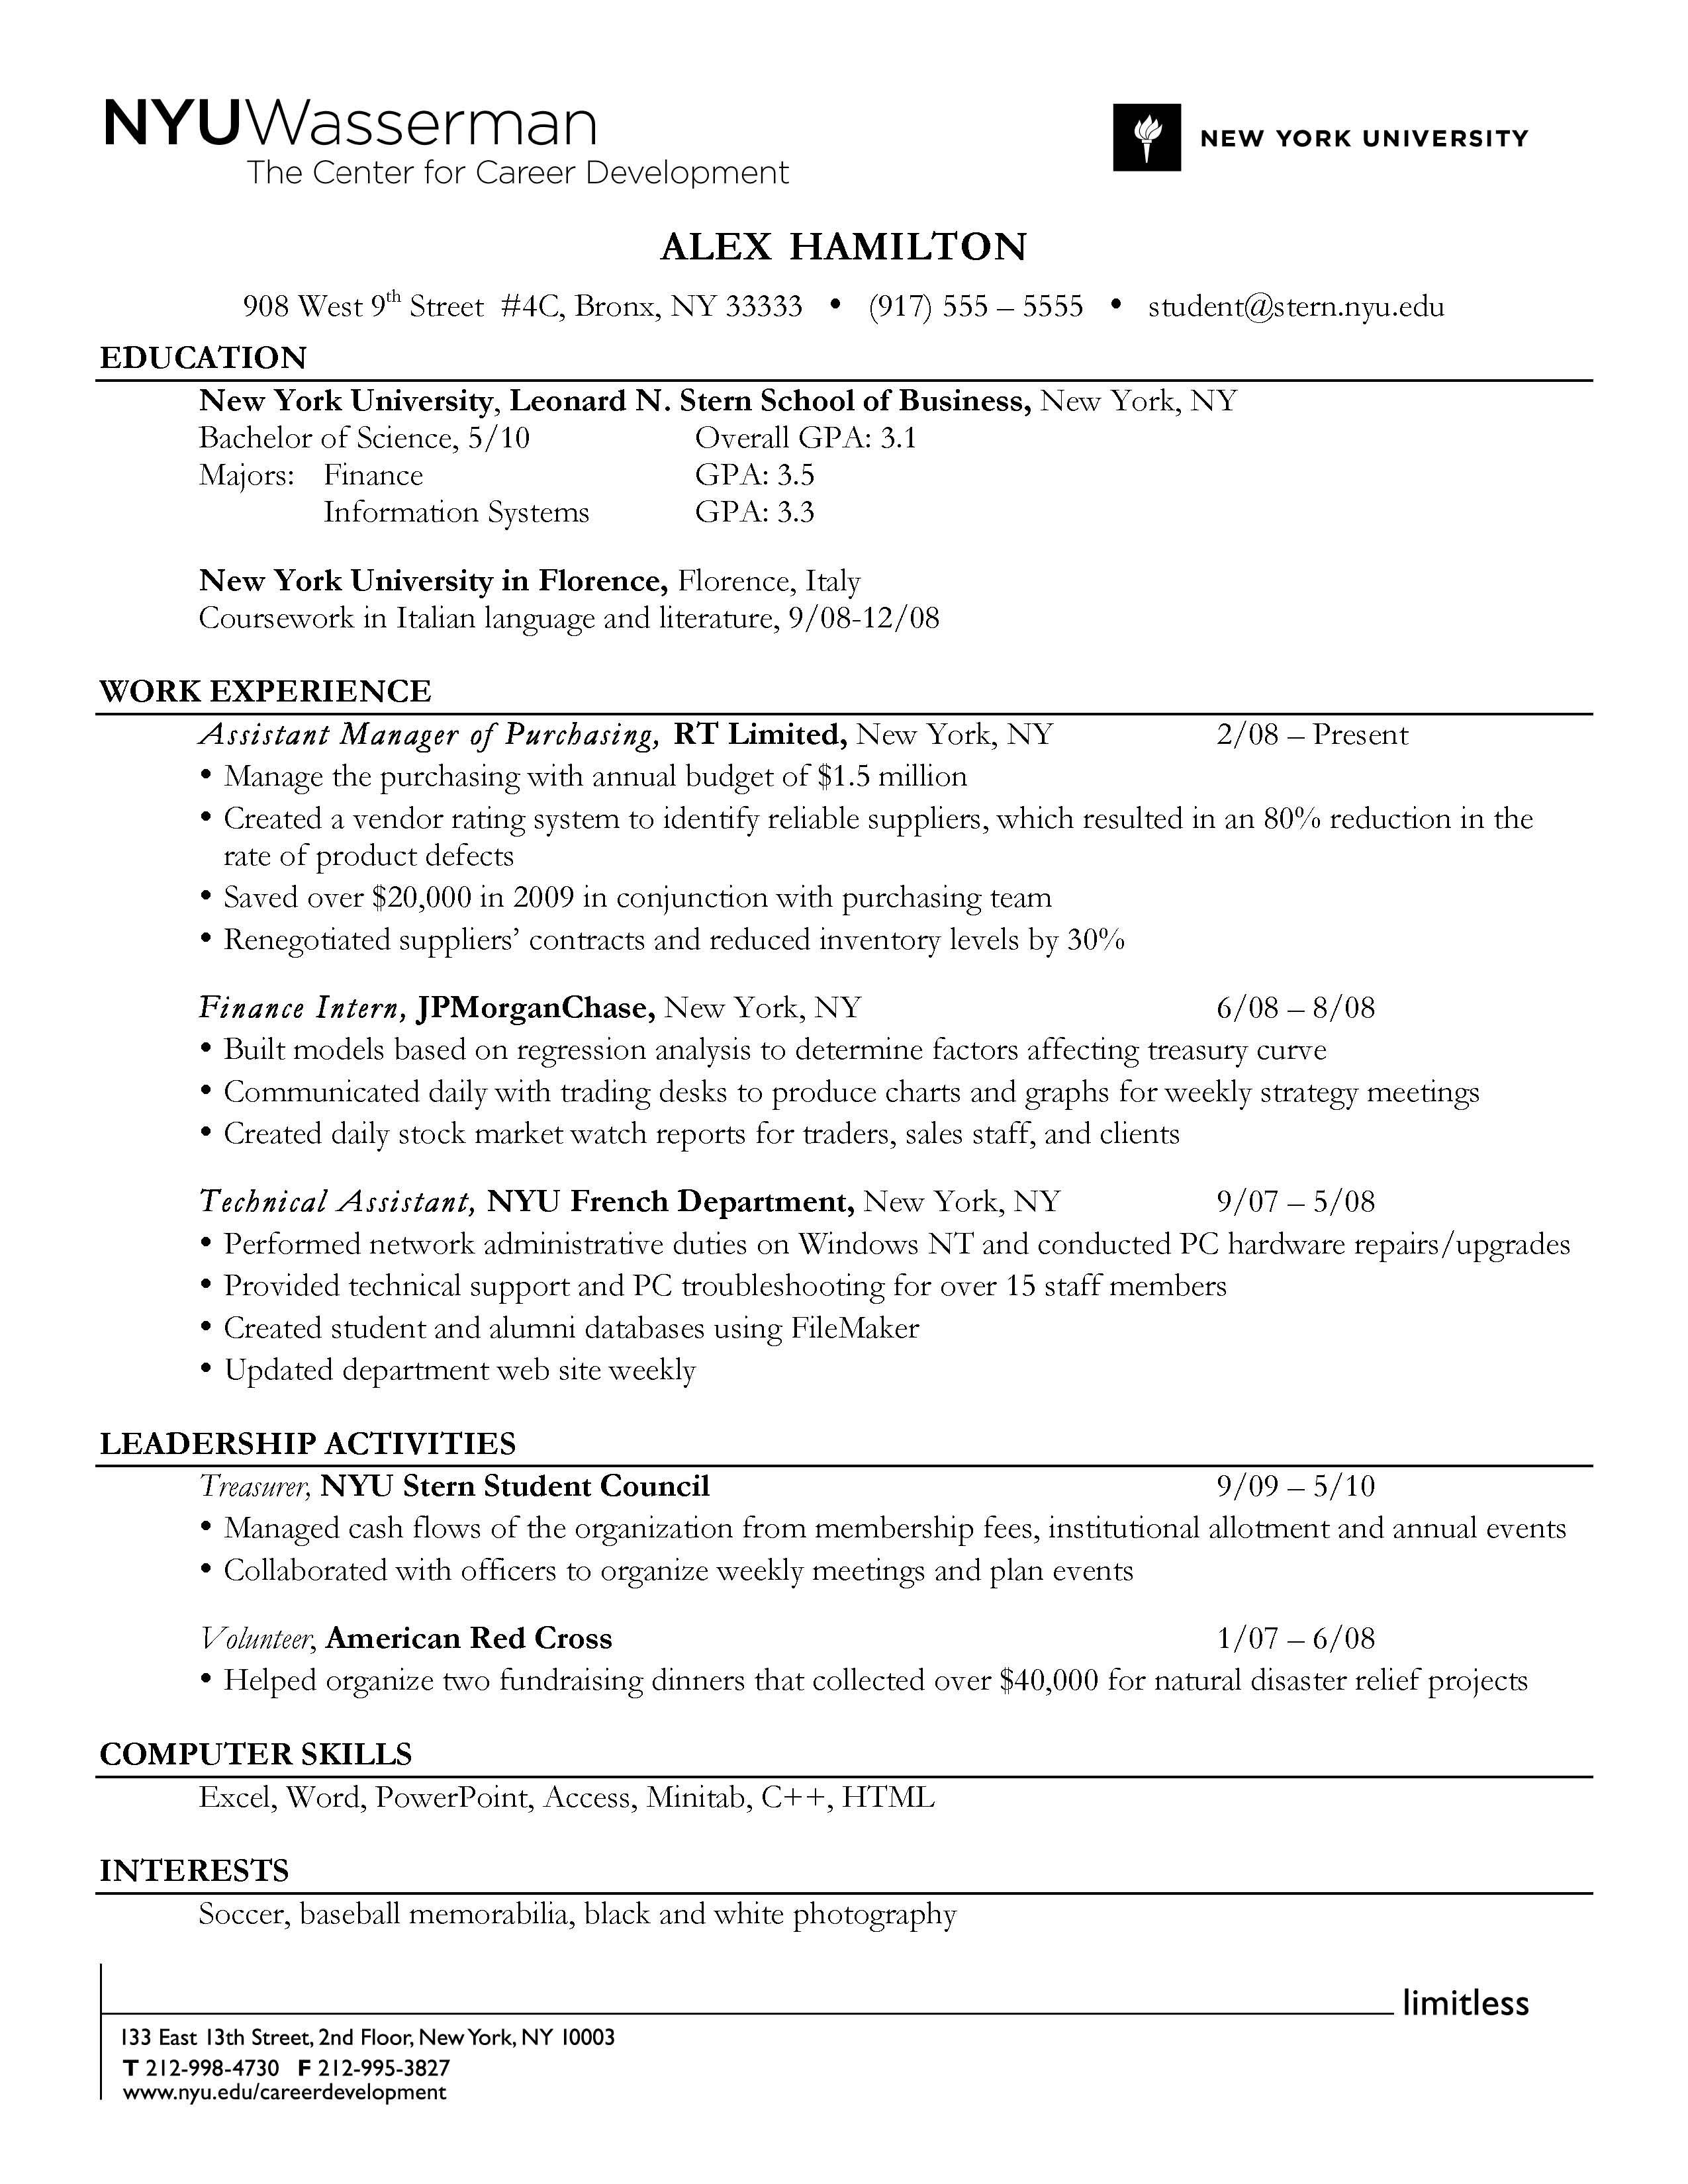 NYUWasserman
The Center for Career Development
NEW YORK UNIVERSITY
ALEX HAMILTON
908 West 9th Street #4C, Bronx, NY 33333 • (917) 555 – 5555 • student@stern.nyu.edu
EDUCATION
New York University, Leonard N. Stern School of Business, New York, NY
Bachelor of Science, 5/10 Overall GPA: 3.1
Majors: Finance GPA: 3.5
Information Systems GPA: 3.3
New York University in Florence, Florence, Italy
Coursework in Italian language and literature, 9/08-12/08
WORK EXPERIENCE
Assistant Manager of Purchasing, RT Limited, New York, NY 2/08 – Present
• Manage the purchasing with annual budget of $1.5 million
• Created a vendor rating system to identify reliable suppliers, which resulted in an 80% reduction in the
rate of product defects
• Saved over $20,000 in 2009 in conjunction with purchasing team
• Renegotiated suppliers’ contracts and reduced inventory levels by 30%
Finance Intern, JPMorganChase, New York, NY 6/08 – 8/08
• Built models based on regression analysis to determine factors affecting treasury curve
• Communicated daily with trading desks to produce charts and graphs for weekly strategy meetings
• Created daily stock market watch reports for traders, sales staff, and clients
Technical Assistant, NYU French Department, New York, NY 9/07 – 5/08
• Performed network administrative duties on Windows NT and conducted PC hardware repairs/upgrades
• Provided technical support and PC troubleshooting for over 15 staff members
• Created student and alumni databases using FileMaker
• Updated department web site weekly
LEADERSHIP ACTIVITIES
Treasurer, NYU Stern Student Council 9/09 – 5/10
• Managed cash flows of the organization from membership fees, institutional allotment and annual events
• Collaborated with officers to organize weekly meetings and plan events
Volunteer, American Red Cross 1/07 – 6/08
• Helped organize two fundraising dinners that collected over $40,000 for natural disaster relief projects
COMPUTER SKILLS
Excel, Word, PowerPoint, Access, Minitab, C++, HTML
INTERESTS
Soccer, baseball memorabilia, black and white photography
limitless
133 East 13th Street, 2nd Floor, New York, NY 10003
T 212-998-4730 F 212-995-3827
www.nyu.edu/careerdevelopment